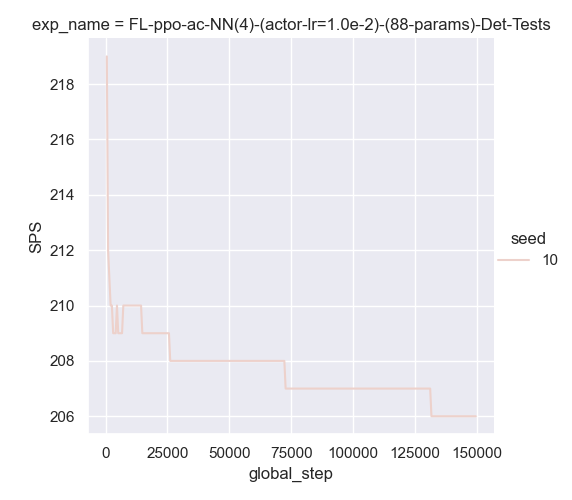 exp_name = FL-ppo-ac-NN(4)-(actor-lr=1.0e-2)-(88-params)-Det-Tests
218
216
214
212
210
208
206
SPS
0 25000 50000 75000 100000 125000 150000
global_step
seed
10